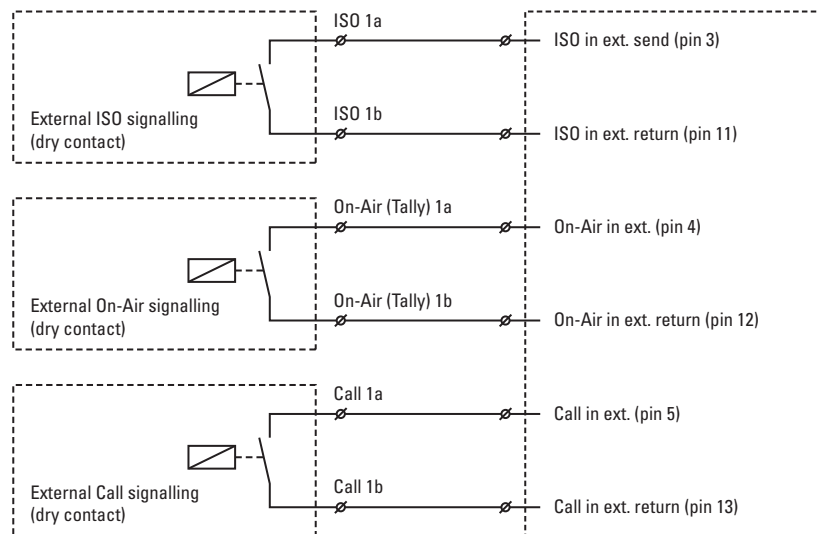 ISO 1a
ISO in ext. send (pin 3)
External ISO signalling
(dry contact)
ISO 1b
ISO in ext. return (pin 11)
On-Air (Tally) 1a
On-Air in ext. (pin 4)
External On-Air signalling
(dry contact)
On-Air (Tally) 1b
On-Air in ext. return (pin 12)
Call 1a
Call in ext. (pin 5)
External Call signalling
(dry contact)
Call 1b
Call in ext. return (pin 13)